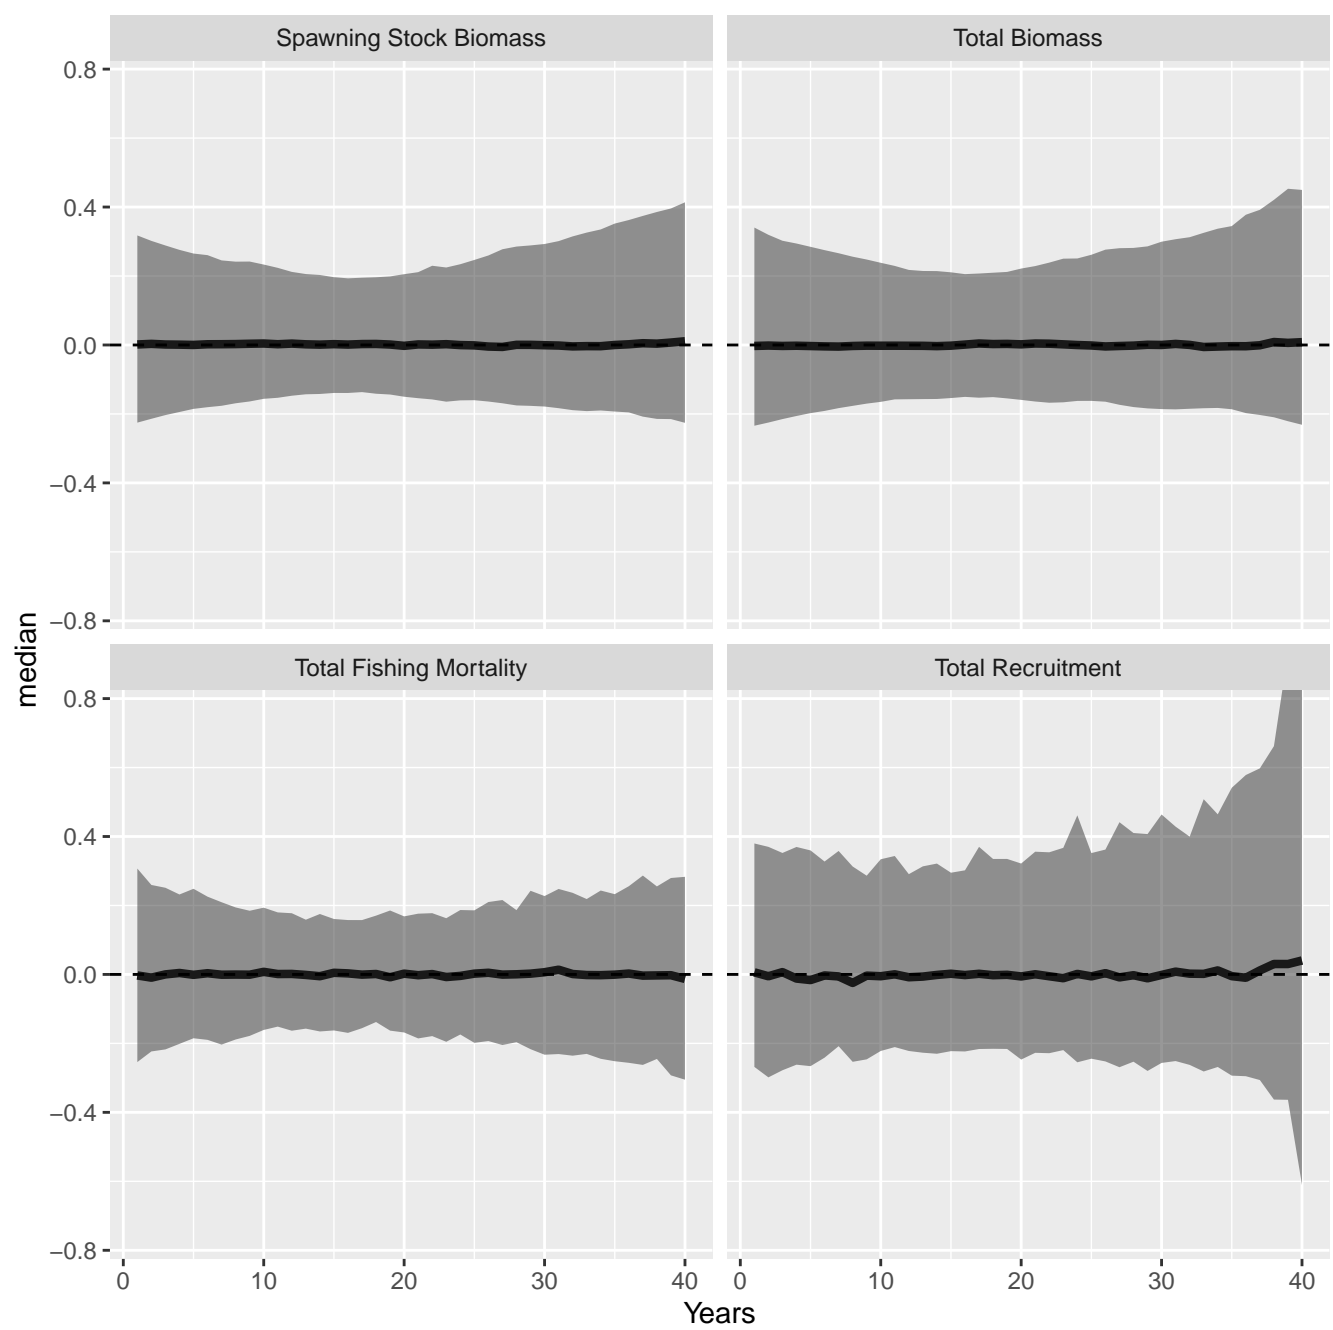 Spawning Stock Biomass
Total Biomass
0.8
0.4
0.0
−0.4
−0.8
median
Total Fishing Mortality
Total Recruitment
0.8
0.4
0.0
−0.4
−0.8
0 10 20 30 40
0 10 20 30 40
Years